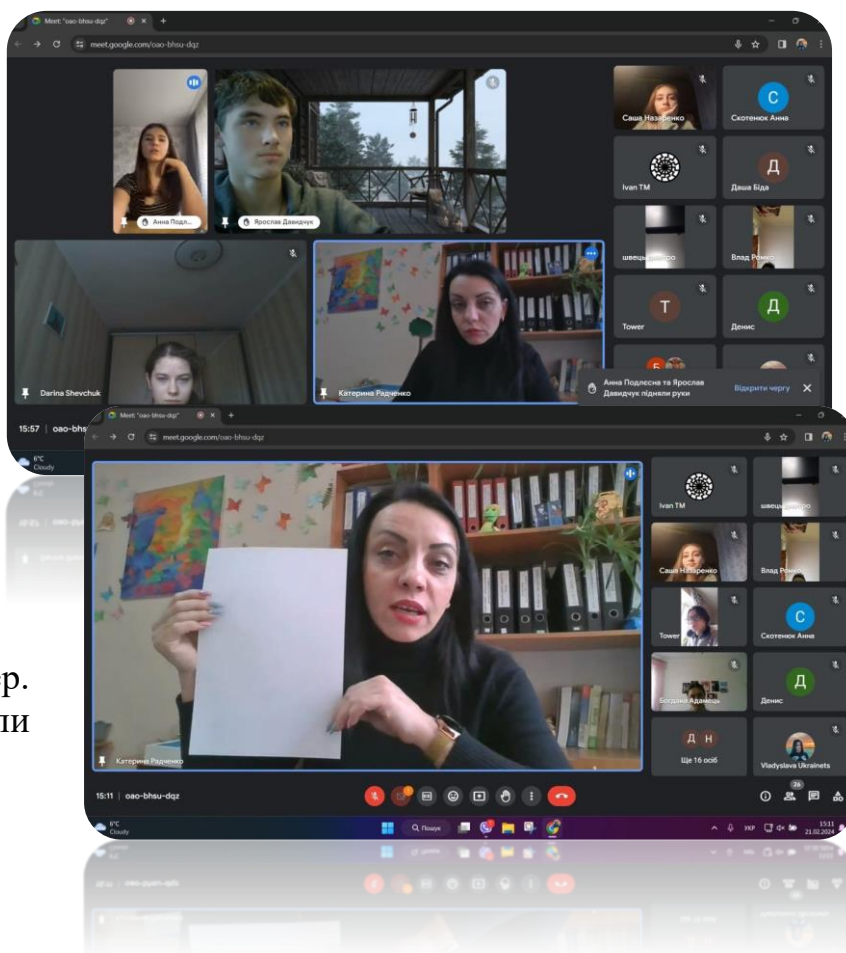 Meet: "oao-bhsu-dqz"
meet.google.com/oao-bhsu-dqz
Анна Подл...
Ярослав Давидчук
Саша Назаренко
Скотенюк Анна
Ivan TM
Даша Біда
Влад Ромко
Tower
Денис
Darina Shevchuk
Катерина Радченко
Анна Подлєсна та Ярослав
Давидчук підняли руки
Відкрити чергу
15:57 | oao-bhs
6°C
Cloudy
Meet: "oao-bhsu-dqz"
meet.google.com/oao-bhsu-dqz
Ivan TM
Саша Назаренко
Влад Ромко
Tower
С
Скотенюк Анна
Богдана Адамець
Д
Денис
Д Н
Ще 16 осіб
Vladyslava Ukrainets
Катерина Радченко
15:11 | oao-bhsu-dqz
26
6°C
Cloudy
Пошук
УКР
15:11
21.02.2024